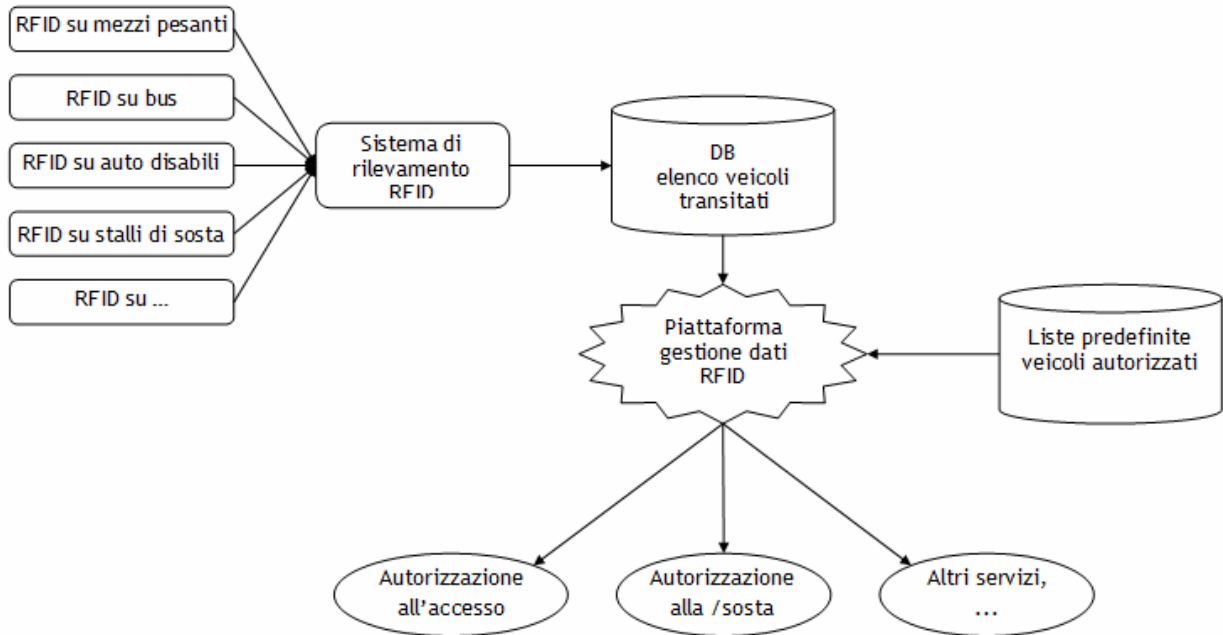 RFID su mezzi pesanti
RFID su bus
RFID su auto disabili
RFID su stalli di sosta
RFID su ...
Sistema di
rilevamento
RFID
DB
elenco veicoli
transitati
Piattaforma
gestione dati
RFID
Liste predefinite
veicoli autorizzati
Autorizzazione
all'accesso
Autorizzazione
alla /sosta
Altri servizi,
...